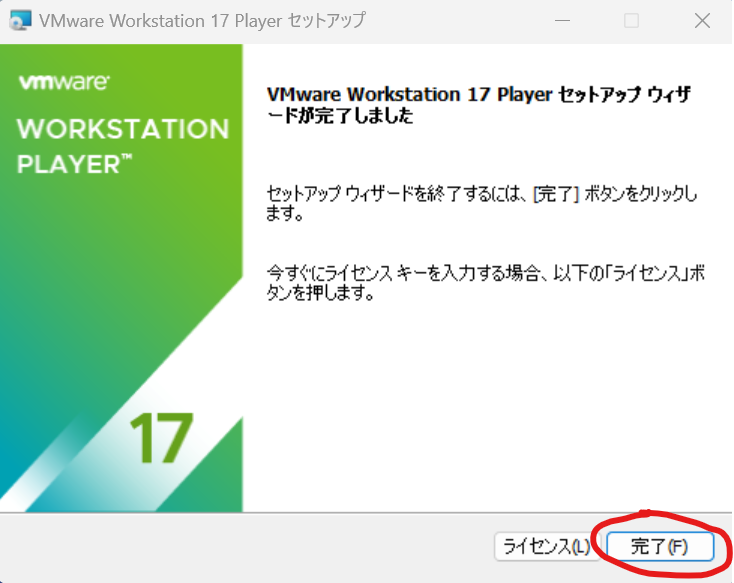 VMware Workstation 17 Player セットアップ
vmware®
WORKSTATION
PLAYER™
17
VMware Workstation 17 Player セットアップ ウィザ
ードが完了しました
セットアップ ウィザードを終了するには、[完了] ボタンをクリックし
ます。
今すぐにライセンス キーを入力する場合、以下の「ライセンス」ボ
タンを押します。
ライセンス(L)
完了(F)